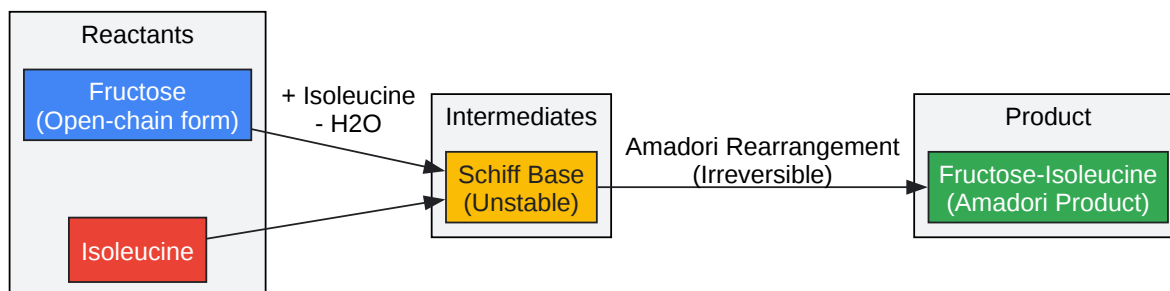 Reactants
Fructose
(Open-chain form)
Isoleucine
+ Isoleucine
- H2O
Intermediates
Schiff Base
(Unstable)
Amadori Rearrangement
(Irreversible)
Product
Fructose-Isoleucine
(Amadori Product)